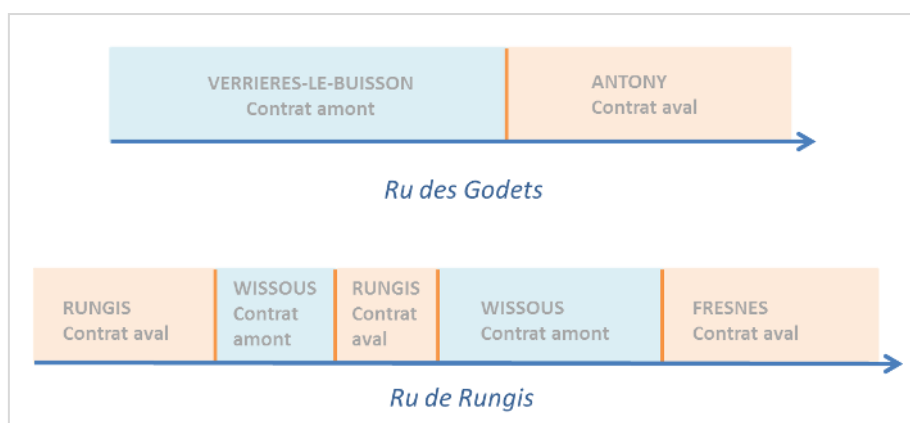 VERRIERES-LE-BUISSON
Contrat amont
ANTONY
Contrat aval
Ru des Godets
RUNGIS
Contrat aval
WISSOUS
Contrat
amont
RUNGIS
Contrat
aval
WISSOUS
Contrat amont
FRESNES
Contrat aval
Ru de Rungis